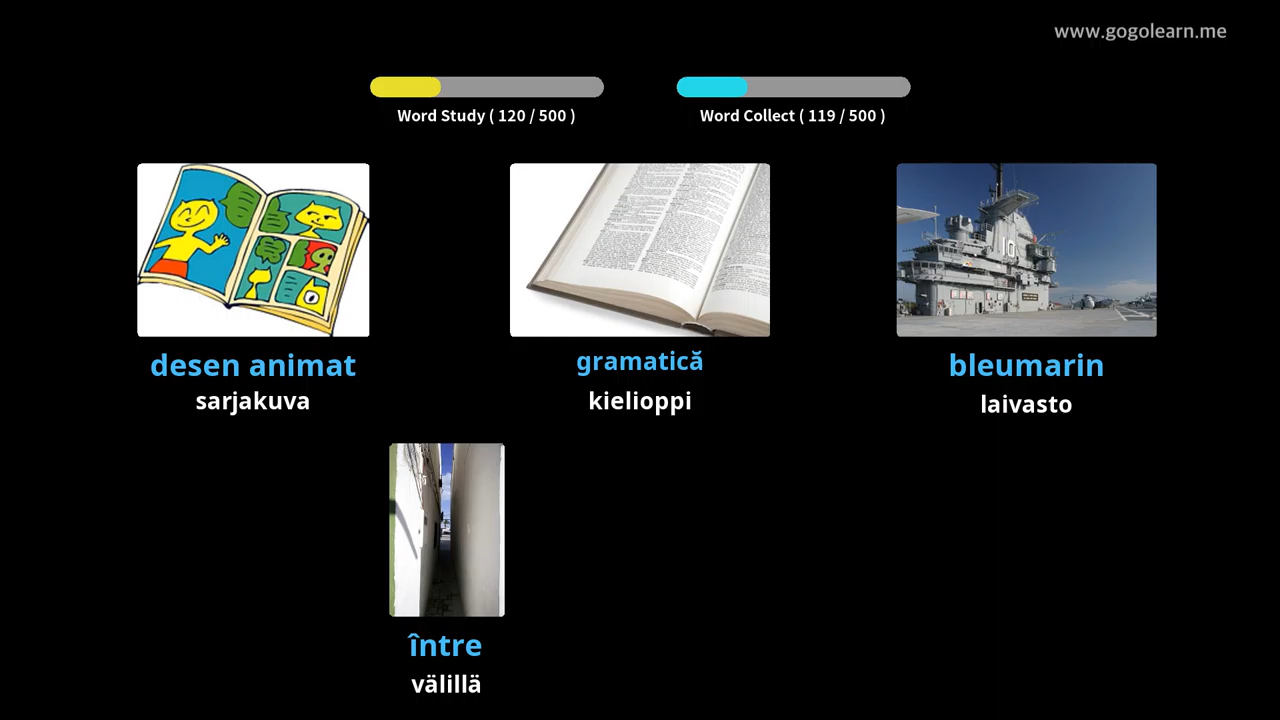 www.gogolearn.me
Word Study ( 120 / 500 )
Word Collect ( 119 / 500 )
desen animat
sarjakuva
gramatică
kielioppi
10
bleumarin
laivasto
între
välillä